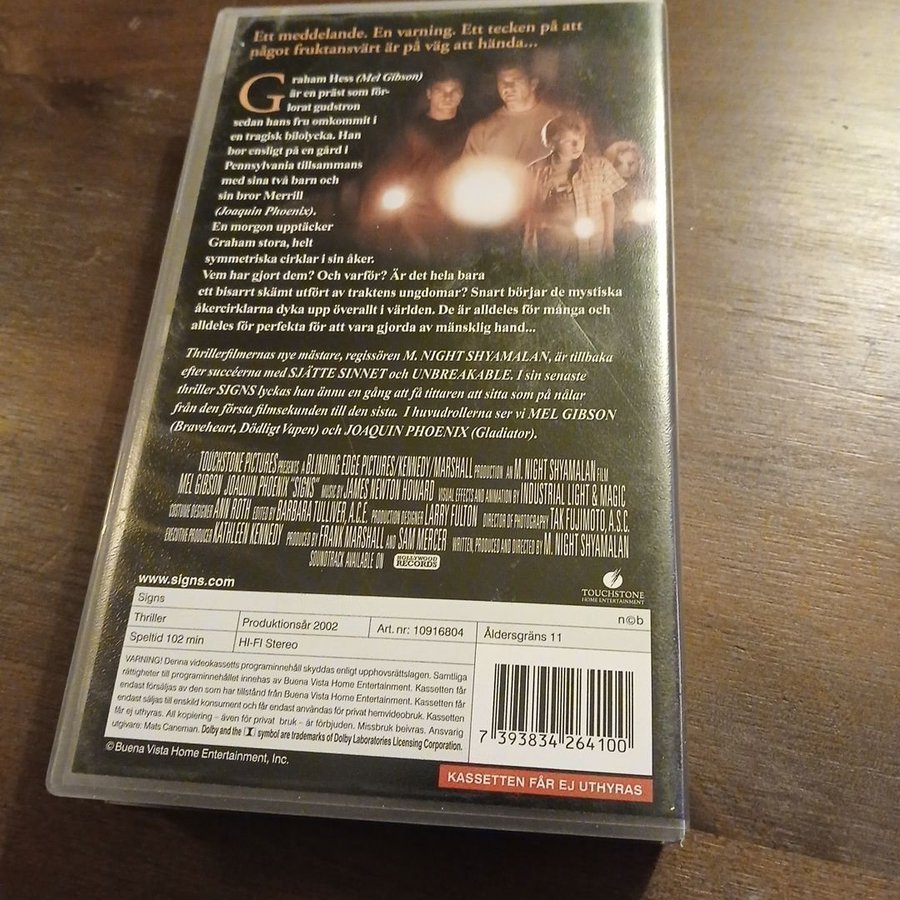 Ett meddelande. En varning. Ett tecken på att
något fruktansvärt är på väg att hända...
Graham Hess (Mel Gibson)
är en präst som för-
lorat gudstron
sedan hans fru omkommit i
en tragisk bilolycka. Han
bor ensligt på en gård i
Pennsylvania tillsammans
med sina två barn och
sin bror Merrill
(Joaquin Phoenix).
En morgon upptäcker
Graham stora, helt
symmetriska cirklar i sin åker.
Vem har gjort dem? Och varför? Är det hela bara
ett bisarrt skämt utfört av traktens ungdomar? Snart börjar de mystiska
åkercirklarna dyka upp överallt i världen. De är alldeles för många och
alldeles för perfekta för att vara gjorda av mänsklig hand...
Thrillerfilmernas nye mästare, regissören M. NIGHT SHYAMALAN, är tillbaka
efter succéerna med SJÄTTE SINNET och UNBREAKABLE. I sin senaste
thriller SIGNS lyckas han ännu en gång att få tittaren att sitta som på nålar
från den första filmsekunden till den sista. I huvudrollerna ser vi MEL GIBSON
(Braveheart, Dödligt Vapen) och JOAQUIN PHOENIX (Gladiator).
TOUCHSTONE PICTURES PRESENTS A BLINDING EDGE PICTURES/KENNEDY/MARSHALL PRODUCTION AN M. NIGHT SHYAMALAN FILM
MEL GIBSON JOAQUIN PHOENIX "SIGNS" MUSIC BY JAMES NEWTON HOWARD VISUAL EFFECTS AND ANIMATION BY INDUSTRIAL LIGHT & MAGIC
COSTUME DESIGNER ANN ROTH EDITED BY BARBARA TULLIVER, A.C.E. PRODUCTION DESIGNER LARRY FULTON DIRECTOR OF PHOTOGRAPHY TAK FUJIMOTO, A.S.C.
EXECUTIVE PRODUCER KATHLEEN KENNEDY PRODUCED BY FRANK MARSHALL AND SAM MERCER WRITTEN, PRODUCED AND DIRECTED BY M. NIGHT SHYAMALAN
SOUNDTRACK AVAILABLE ON HOLLYWOOD RECORDS
www.signs.com
TOUCHSTONE
HOME ENTERTAINMENT
Signs
n©b
Thriller Produktionsår 2002 Art.nr: 10916804 Åldersgräns 11
Speltid 102 min HI-FI Stereo
VARNING! Denna videokassetts programinnehåll skyddas enligt upphovsrättslagen. Samtliga
rättigheter till programinnehållet innehas av Buena Vista Home Entertainment. Kassetten får
endast försäljas av den som har tillstånd från Buena Vista Home Entertainment. Kassetten får
endast säljas till enskild konsument och får endast användas för privat hemvideobruk. Kassetten
får ej uthyras. All kopiering - även för privat bruk - är förbjuden. Missbruk beivras. Ansvarig
utgivare: Mats Caneman. Dolby and the symbol are trademarks of Dolby Laboratories Licensing Corporation.
7 393834 264100
© Buena Vista Home Entertainment, Inc.
KASSETTEN FÅR EJ UTHYRAS